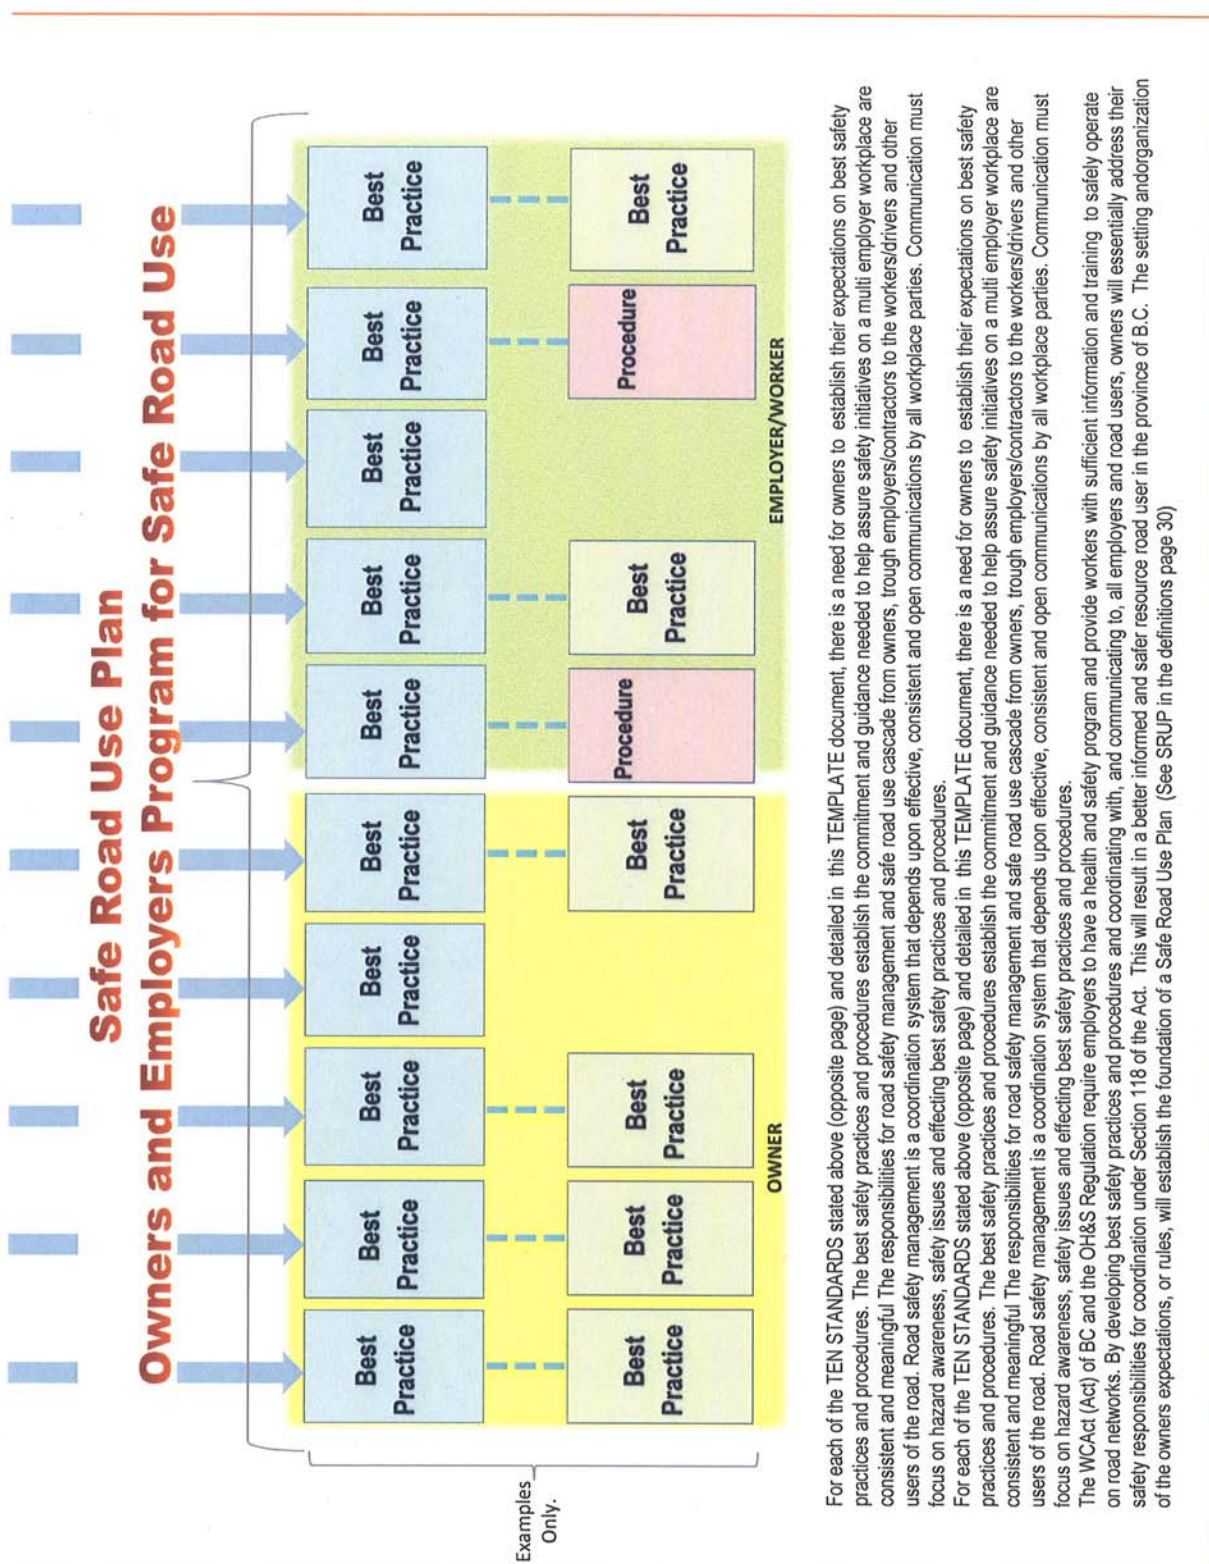 Safe Road Use Plan
Owners and Employers Program for Safe Road Use
Examples
Only.
Best
Practice
Best
Practice
Best
Practice
Best
Practice
Best
Practice
Best
Practice
Best
Practice
Best
Practice
Best
Practice
Best
Practice
Best
Practice
Best
Practice
Best
Practice
Best
Practice
Procedure
Best
Practice
Procedure
Best
Practice
OWNER
EMPLOYER/WORKER
For each of the TEN STANDARDS stated above (opposite page) and detailed in this TEMPLATE document, there is a need for owners to establish their expectations on best safety
practices and procedures. The best safety practices and procedures establish the commitment and guidance needed to help assure safety initiatives on a multi employer workplace are
consistent and meaningful The responsibilities for road safety management and safe road use cascade from owners, trough employers/contractors to the workers/drivers and other
users of the road. Road safety management is a coordination system that depends upon effective, consistent and open communications by all workplace parties. Communication must
focus on hazard awareness, safety issues and effecting best safety practices and procedures.
For each of the TEN STANDARDS stated above (opposite page) and detailed in this TEMPLATE document, there is a need for owners to establish their expectations on best safety
practices and procedures. The best safety practices and procedures establish the commitment and guidance needed to help assure safety initiatives on a multi employer workplace are
consistent and meaningful The responsibilities for road safety management and safe road use cascade from owners, trough employers/contractors to the workers/drivers and other
users of the road. Road safety management is a coordination system that depends upon effective, consistent and open communications by all workplace parties. Communication must
focus on hazard awareness, safety issues and effecting best safety practices and procedures.
The WCAct (Act) of BC and the OH&S Regulation require employers to have a health and safety program and provide workers with sufficient information and training to safely operate
on road networks. By developing best safety practices and procedures and coordinating with, and communicating to, all employers and road users, owners will essentially address their
safety responsibilities for coordination under Section 118 of the Act. This will result in a better informed and safer resource road user in the province of B.C. The setting andorganization
of the owners expectations, or rules, will establish the foundation of a Safe Road Use Plan (See SRUP in the definitions page 30)